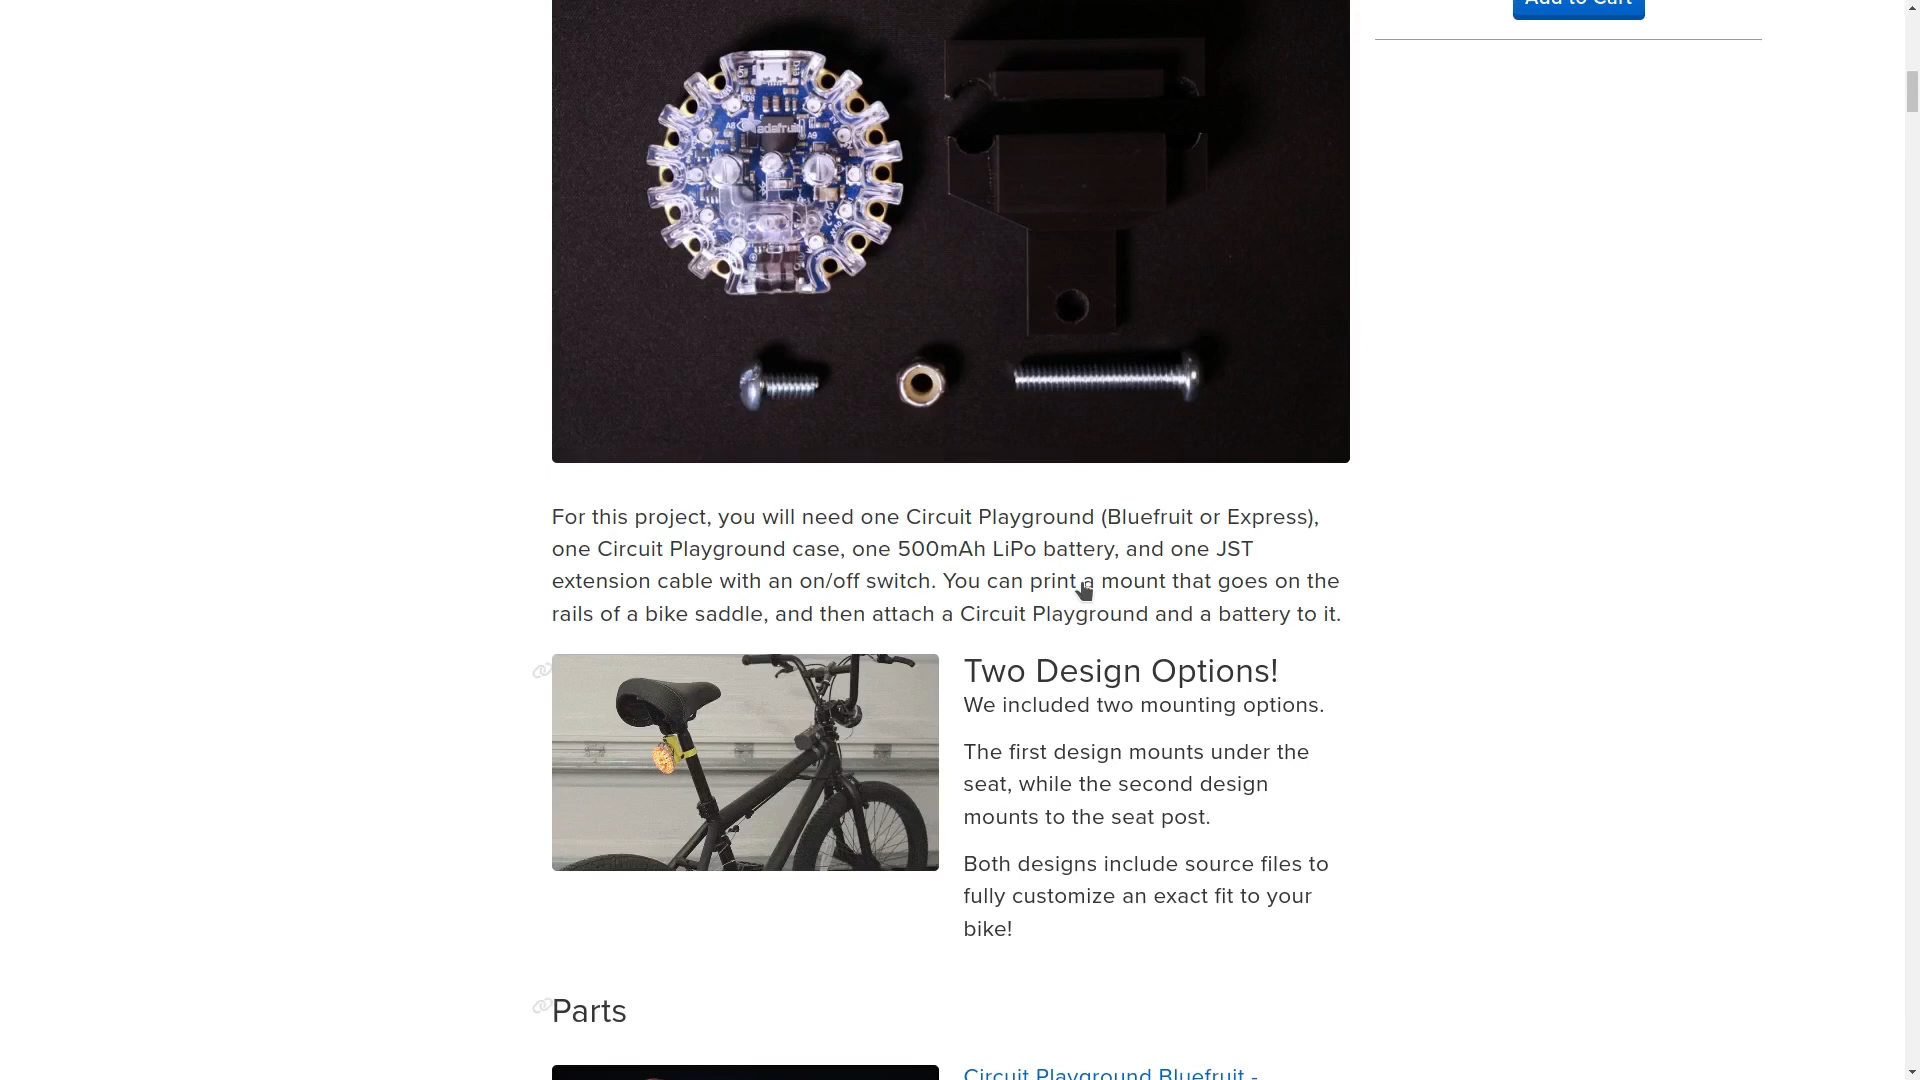 Add to Cart
A8
adafruit
A9
For this project, you will need one Circuit Playground (Bluefruit or Express),
one Circuit Playground case, one 500mAh LiPo battery, and one JST
extension cable with an on/off switch. You can print a mount that goes on the
rails of a bike saddle, and then attach a Circuit Playground and a battery to it.
Two Design Options!
We included two mounting options.
The first design mounts under the
seat, while the second design
mounts to the seat post.
Both designs include source files to
fully customize an exact fit to your
bike!
Parts
Circuit Playground Bluefruit -